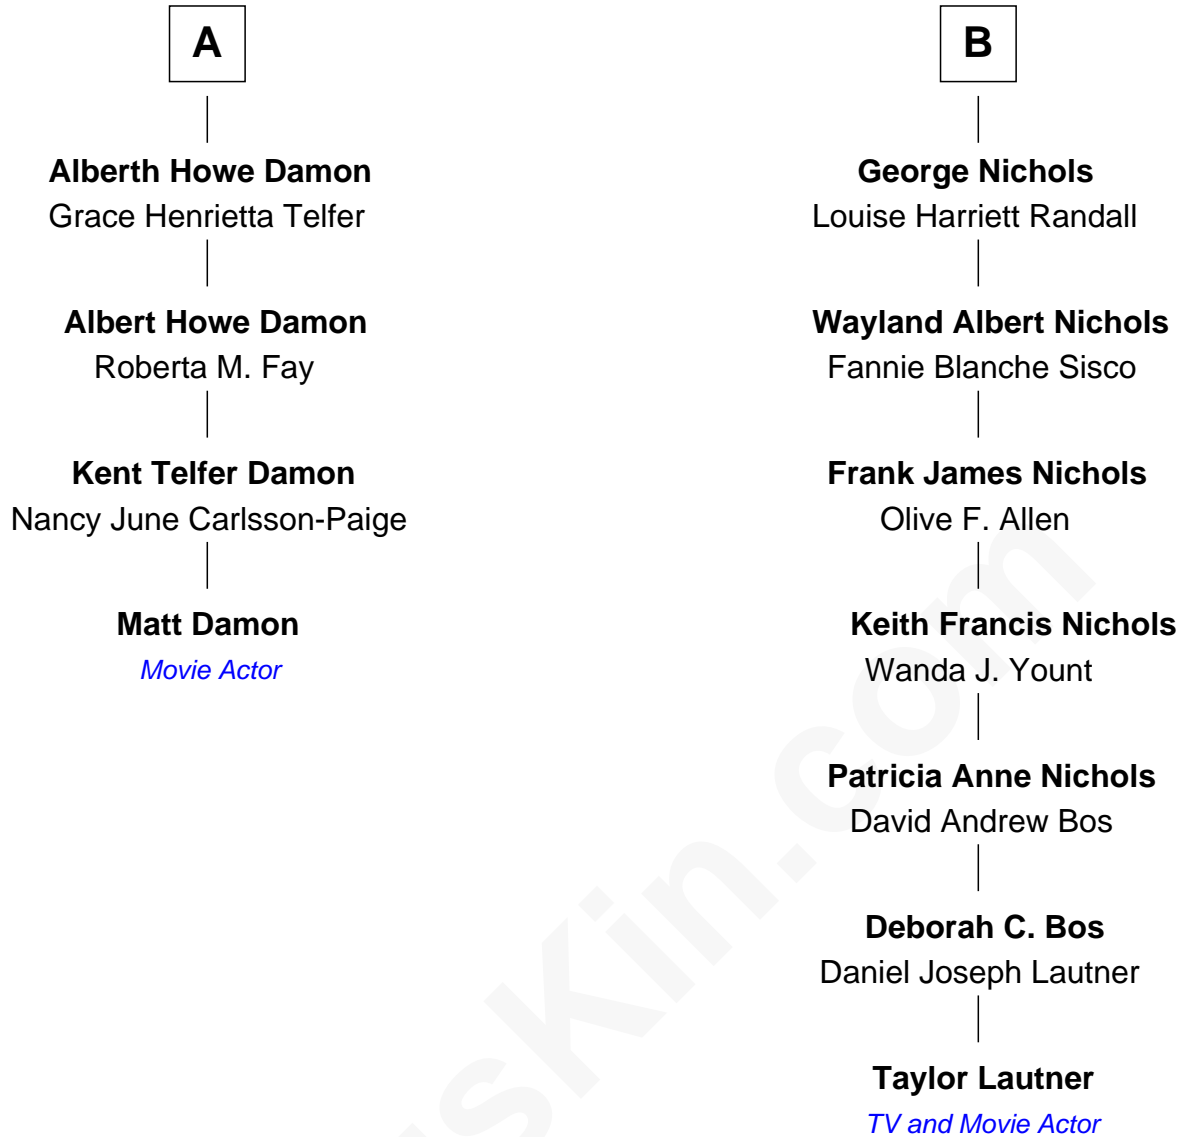 A
Alberth Howe Damon
Grace Henrietta Telfer
Albert Howe Damon
Roberta M. Fay
Kent Telfer Damon
Nancy June Carlsson-Paige
Matt Damon
Movie Actor
B
George Nichols
Louise Harriett Randall
Wayland Albert Nichols
Fannie Blanche Sisco
Frank James Nichols
Olive F. Allen
Keith Francis Nichols
Wanda J. Yount
Patricia Anne Nichols
David Andrew Bos
Deborah C. Bos
Daniel Joseph Lautner
Taylor Lautner
TV and Movie Actor
sKin.com